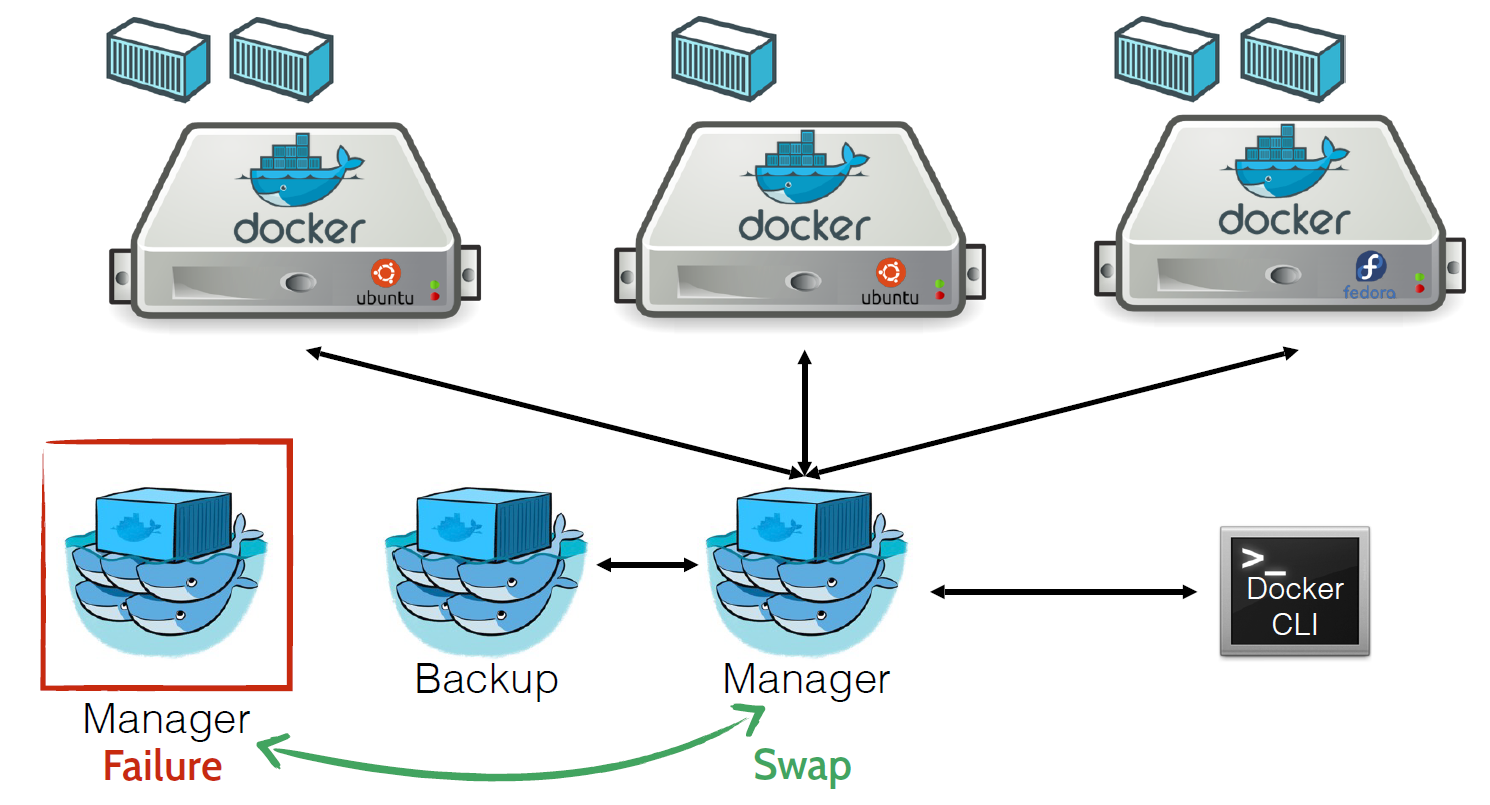 docker
ubuntu
docker
ubuntu
docker
fedora
>_
Docker
CLI
Manager
Failure
Backup
Manager
Swap